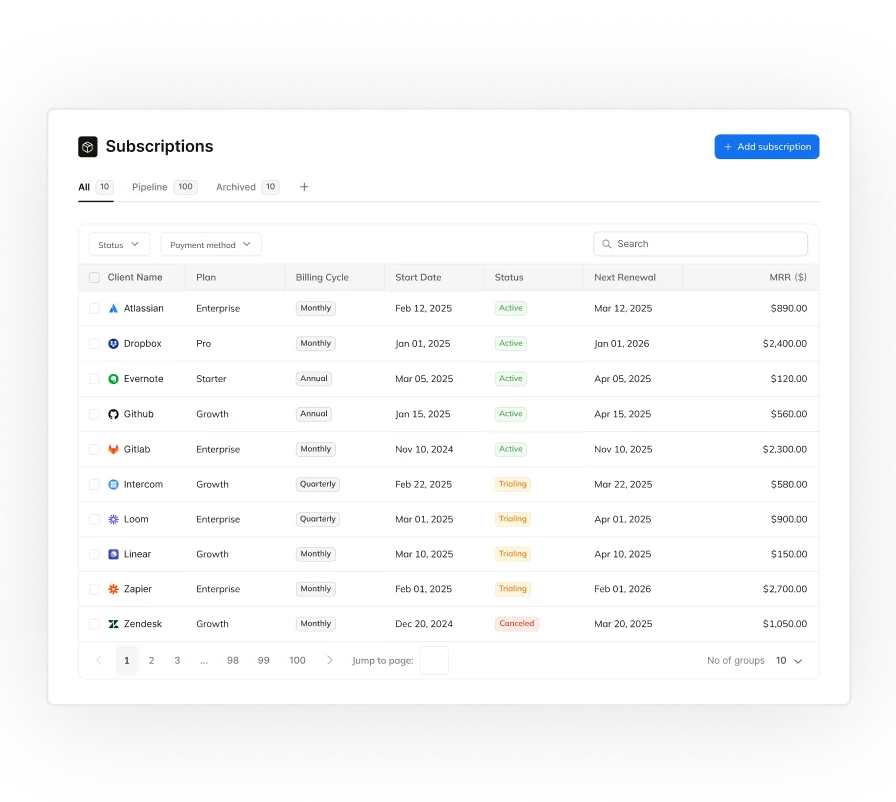 Subscriptions
+ Add subscription
All 10 Pipeline 100 Archived 10 +
Status Payment method Search
Client Name Plan Billing Cycle Start Date Status Next Renewal MRR ($)
Atlassian Enterprise Monthly Feb 12, 2025 Active Mar 12, 2025 $890.00
Dropbox Pro Monthly Jan 01, 2025 Active Jan 01, 2026 $2,400.00
Evernote Starter Annual Mar 05, 2025 Active Apr 05, 2025 $120.00
Github Growth Annual Jan 15, 2025 Active Apr 15, 2025 $560.00
Gitlab Enterprise Monthly Nov 10, 2024 Active Nov 10, 2025 $2,300.00
Intercom Growth Quarterly Feb 22, 2025 Trialing Mar 22, 2025 $580.00
Loom Enterprise Quarterly Mar 01, 2025 Trialing Apr 01, 2025 $900.00
Linear Growth Monthly Mar 10, 2025 Trialing Apr 10, 2025 $150.00
Zapier Enterprise Monthly Feb 01, 2025 Trialing Feb 01, 2026 $2,700.00
Zendesk Growth Monthly Dec 20, 2024 Canceled Mar 20, 2025 $1,050.00
1 2 3 ... 98 99 100 Jump to page: No of groups 10